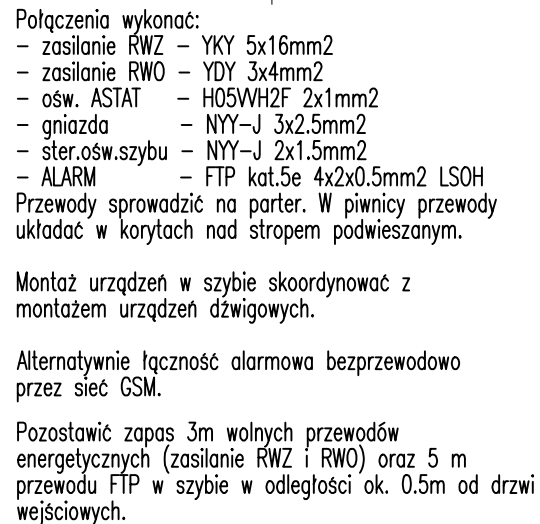 Połączenia wykonać:
– zasilanie RWZ – YKY 5x16mm2
– zasilanie RWO – YDY 3x4mm2
– ośw. ASTAT – H05VVH2F 2x1mm2
– gniazda – NYY–J 3x2.5mm2
– ster.ośw.szybu – NYY–J 2x1.5mm2
– ALARM – FTP kat.5e 4x2x0.5mm2 LSOH
Przewody sprowadzić na parter. W piwnicy przewody
układać w korytach nad stropem podwieszanym.
Montaż urządzeń w szybie skoordynować z
montażem urządzeń dźwigowych.
Alternatywnie łączność alarmowa bezprzewodowo
przez sieć GSM.
Pozostawić zapas 3m wolnych przewodów
energetycznych (zasilanie RWZ i RWO) oraz 5 m
przewodu FTP w szybie w odległości ok. 0.5m od drzwi
wejściowych.